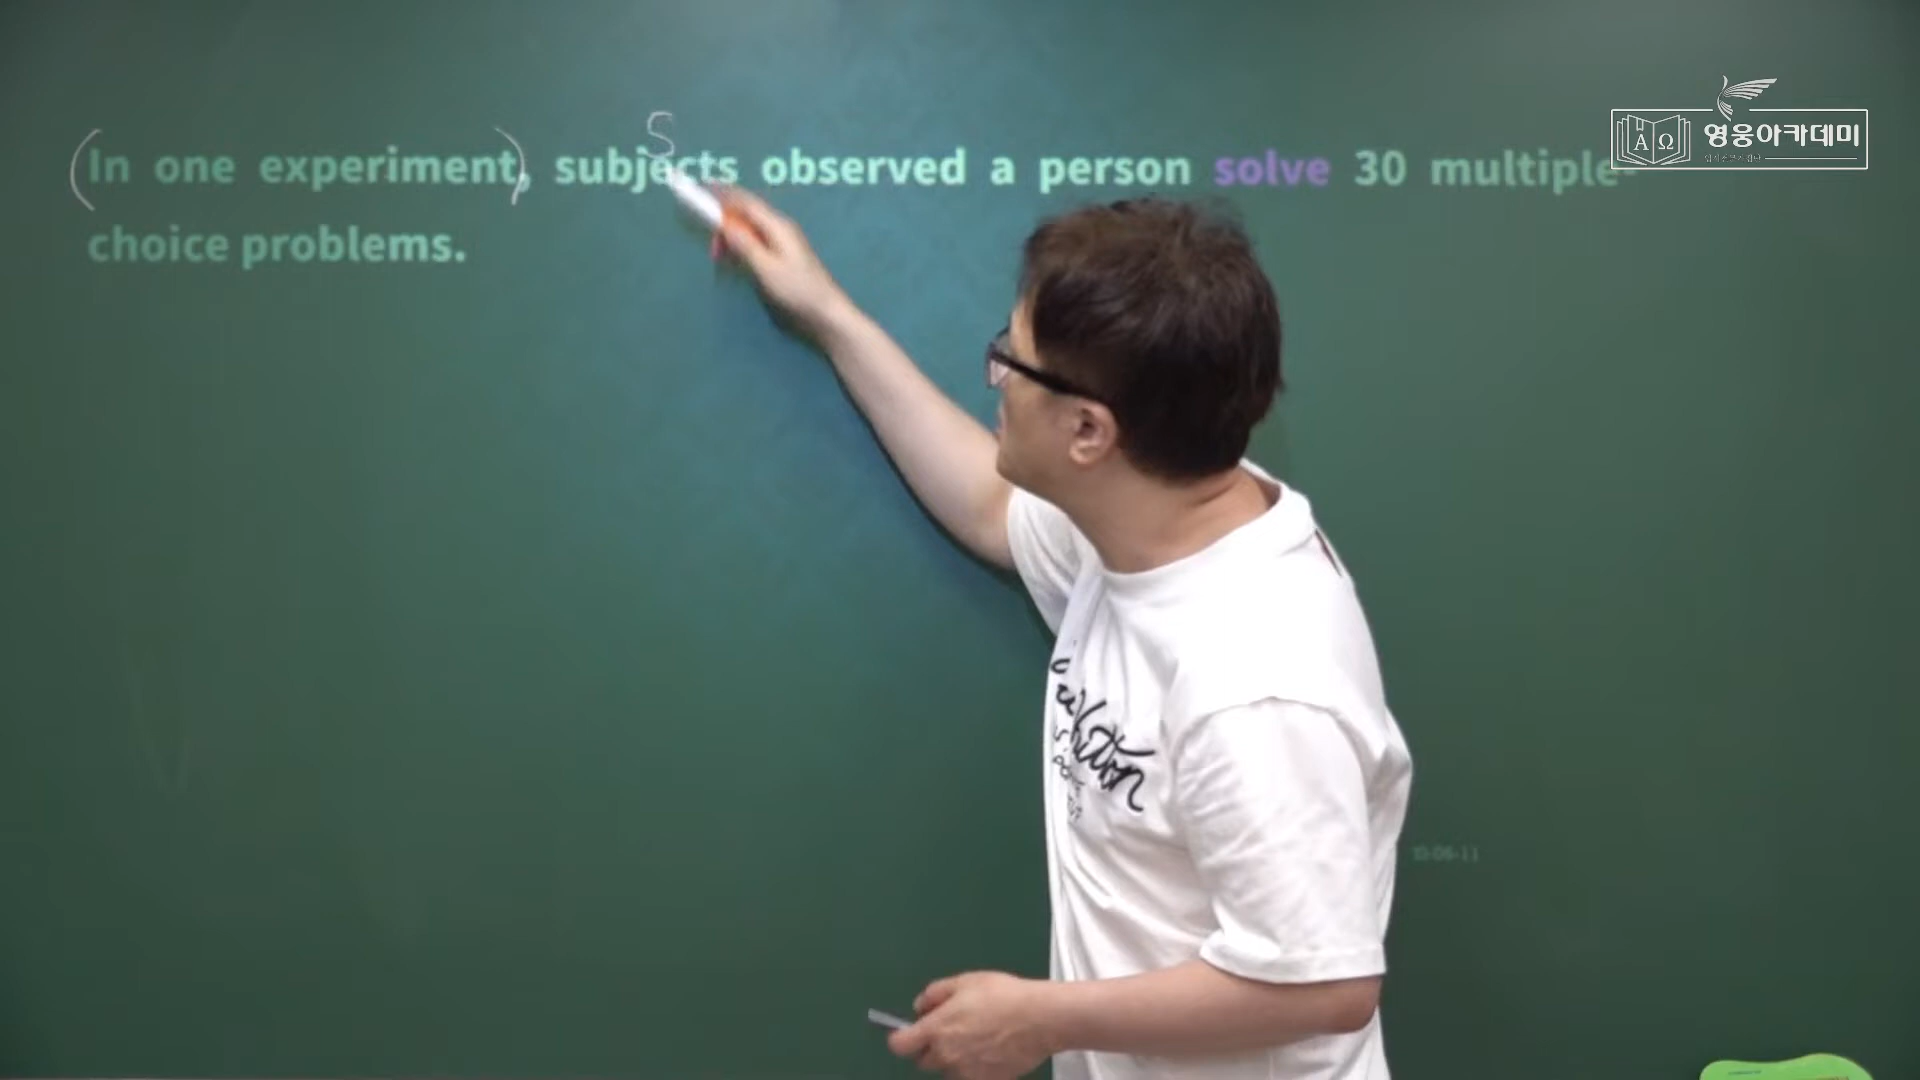 S
(In one experiment), subjects observed a person solve 30 multiple-
choice problems.
영웅아카데미
A Ω